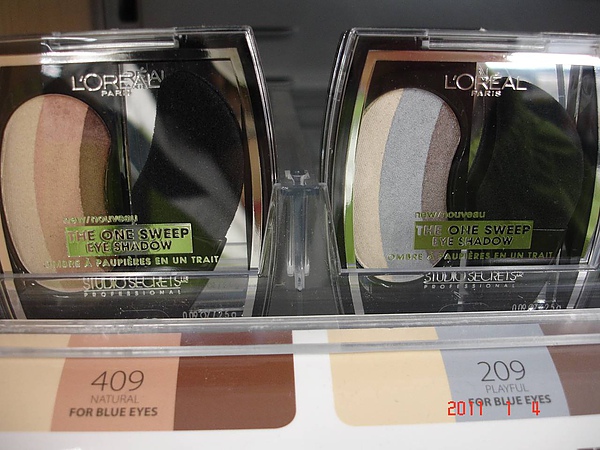 L'ORÉAL
PARIS
new/nouveau
THE ONE SWEEP
EYE SHADOW
OMBRE À PAUPIÈRES EN UN TRAIT
STUDIO SECRETS
PROFESSIONAL
L'ORÉAL
PARIS
new/nouveau
THE ONE SWEEP
EYE SHADOW
OMBRE À PAUPIÈRES EN UN TRAIT
STUDIO SECRETS
PROFESSIONAL
409
NATURAL
FOR BLUE EYES
209
PLAYFUL
FOR BLUE EYES
2011 1 4